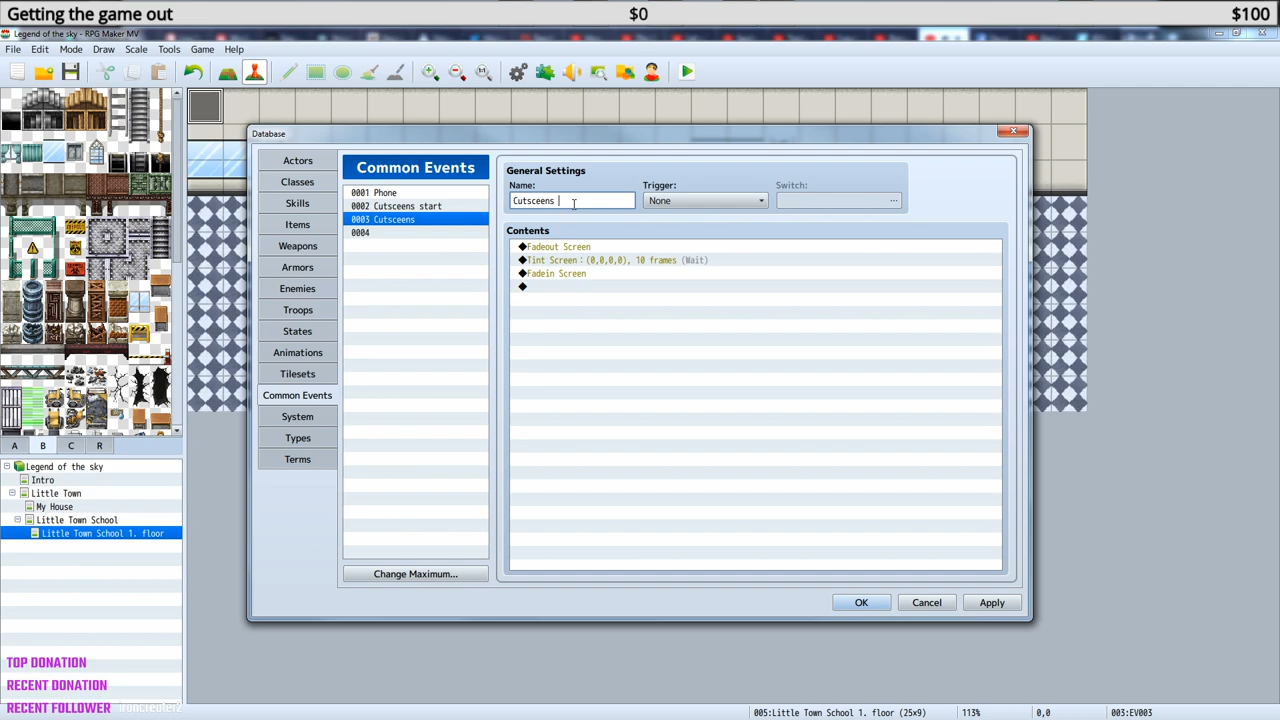 Getting the game out $0 $100
Legend of the sky - RPG Maker MV
File Edit Mode Draw Scale Tools Game Help
Database
Actors
Classes
Skills
Items
Weapons
Armors
Enemies
Troops
States
Animations
Tilesets
Common Events
System
Types
Terms
Common Events
0001 Phone
0002 Cutsceens start
0003 Cutsceens
0004
Change Maximum...
General Settings
Name: Trigger: Switch:
Cutsceens None ...
Contents
◆Fadeout Screen
◆Tint Screen：(0,0,0,0), 10 frames (Wait)
◆Fadein Screen
◆
OK Cancel Apply
A B C R
Legend of the sky
Intro
Little Town
My House
Little Town School
Little Town School 1. floor
TOP DONATION
RECENT DONATION
RECENT FOLLOWER
005:Little Town School 1. floor (25x9) 113% 0,0 003:EV003